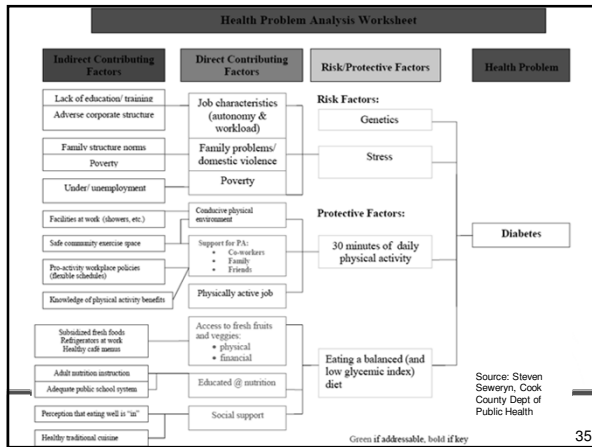 Health Problem Analysis Worksheet
Indirect Contributing
Factors
Direct Contributing
Factors
Risk/Protective Factors
Health Problem
Lack of education/ training
Adverse corporate structure
Family structure norms
Poverty
Under/ unemployment
Facilities at work (showers, etc.)
Safe community exercise space
Pro-activity workplace policies
(flexible schedules)
Knowledge of physical activity benefits
Subsidized fresh foods
Refrigerators at work
Healthy café menus
Adult nutrition instruction
Adequate public school system
Perception that eating well is "in"
Healthy traditional cuisine
Job characteristics
(autonomy &
workload)
Family problems/
domestic violence
Poverty
Conducive physical
environment
Support for PA:
• Co-workers
• Family
• Friends
Physically active job
Access to fresh fruits
and veggies:
• physical
• financial
Educated @ nutrition
Social support
Risk Factors:
Genetics
Stress
Protective Factors:
30 minutes of daily
physical activity
Eating a balanced (and
low glycemic index)
diet
Diabetes
Source: Steven
Seweryn, Cook
County Dept of
Public Health
Green if addressable, bold if key
35